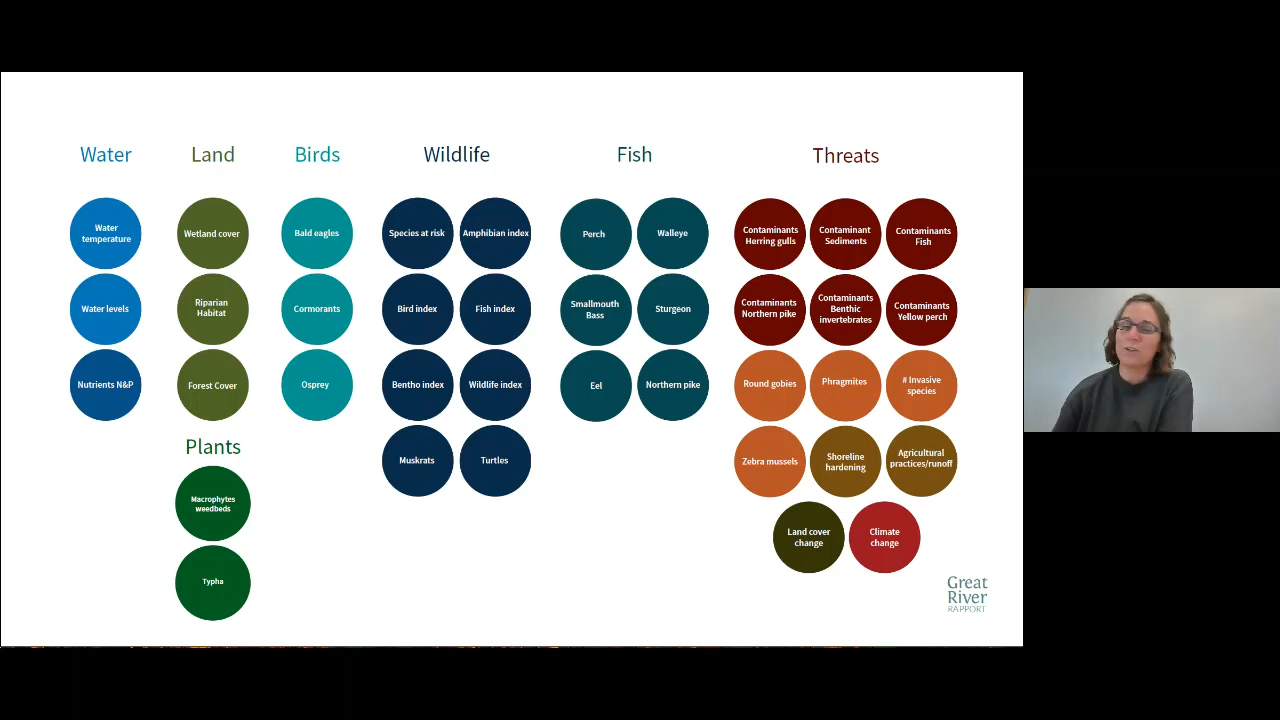 Water
Land
Birds
Wildlife
Fish
Threats
Water
temperature
Water levels
Nutrients N&P
Wetland cover
Riparian
Habitat
Forest Cover
Plants
Macrophytes
weedbeds
Typha
Bald eagles
Cormorants
Osprey
Species at risk
Amphibian index
Bird index
Fish index
Bentho index
Wildlife index
Muskrats
Turtles
Perch
Walleye
Smallmouth
Bass
Sturgeon
Eel
Northern pike
Contaminants
Herring gulls
Contaminant
Sediments
Contaminants
Fish
Contaminants
Northern pike
Contaminants
Benthic
invertebrates
Contaminants
Yellow perch
Round gobies
Phragmites
# Invasive
species
Zebra mussels
Shoreline
hardening
Agricultural
practices/runoff
Land cover
change
Climate
change
Great
River
RAPPORT